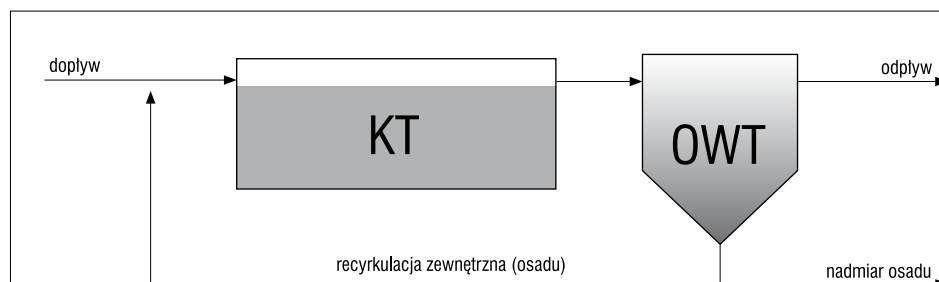 dopływ
odpływ
KT
OWT
recyrkulacja zewnętrzna (osadu)
nadmiar osadu